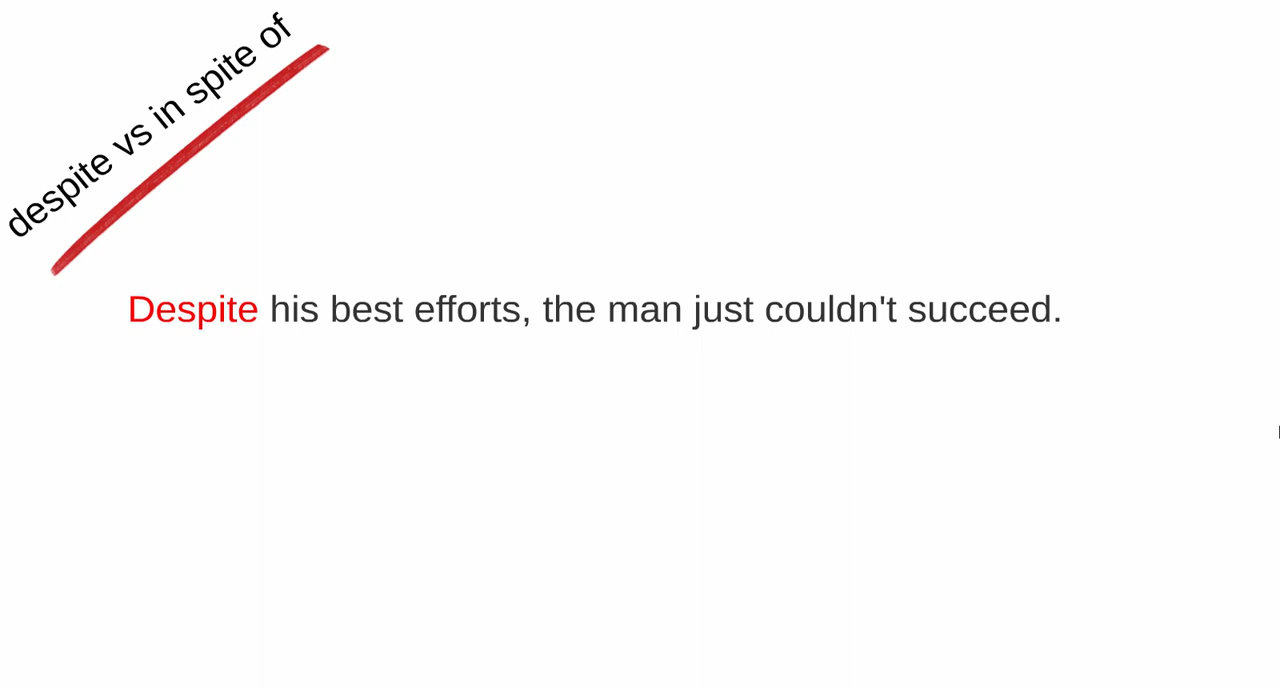 despite vs in spite of
Despite his best efforts, the man just couldn't succeed.